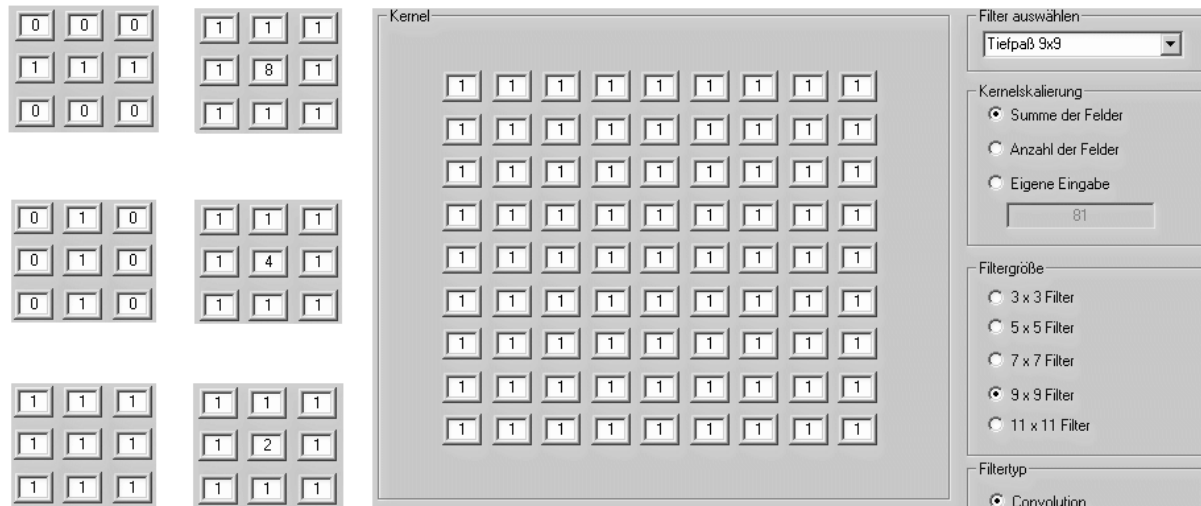 0 0 0
1 1 1
0 0 0
1 1 1
1 8 1
1 1 1
0 1 0
0 1 0
0 1 0
1 1 1
1 4 1
1 1 1
1 1 1
1 1 1
1 1 1
1 1 1
1 2 1
1 1 1
Kernel
1 1 1 1 1 1 1 1 1
1 1 1 1 1 1 1 1 1
1 1 1 1 1 1 1 1 1
1 1 1 1 1 1 1 1 1
1 1 1 1 1 1 1 1 1
1 1 1 1 1 1 1 1 1
1 1 1 1 1 1 1 1 1
1 1 1 1 1 1 1 1 1
1 1 1 1 1 1 1 1 1
Filter auswählen
Tiefpaß 9x9
Kernelskalierung
Summe der Felder
Anzahl der Felder
Eigene Eingabe
81
Filtergröße
3 x 3 Filter
5 x 5 Filter
7 x 7 Filter
9 x 9 Filter
11 x 11 Filter
Filtertyp
Convolution